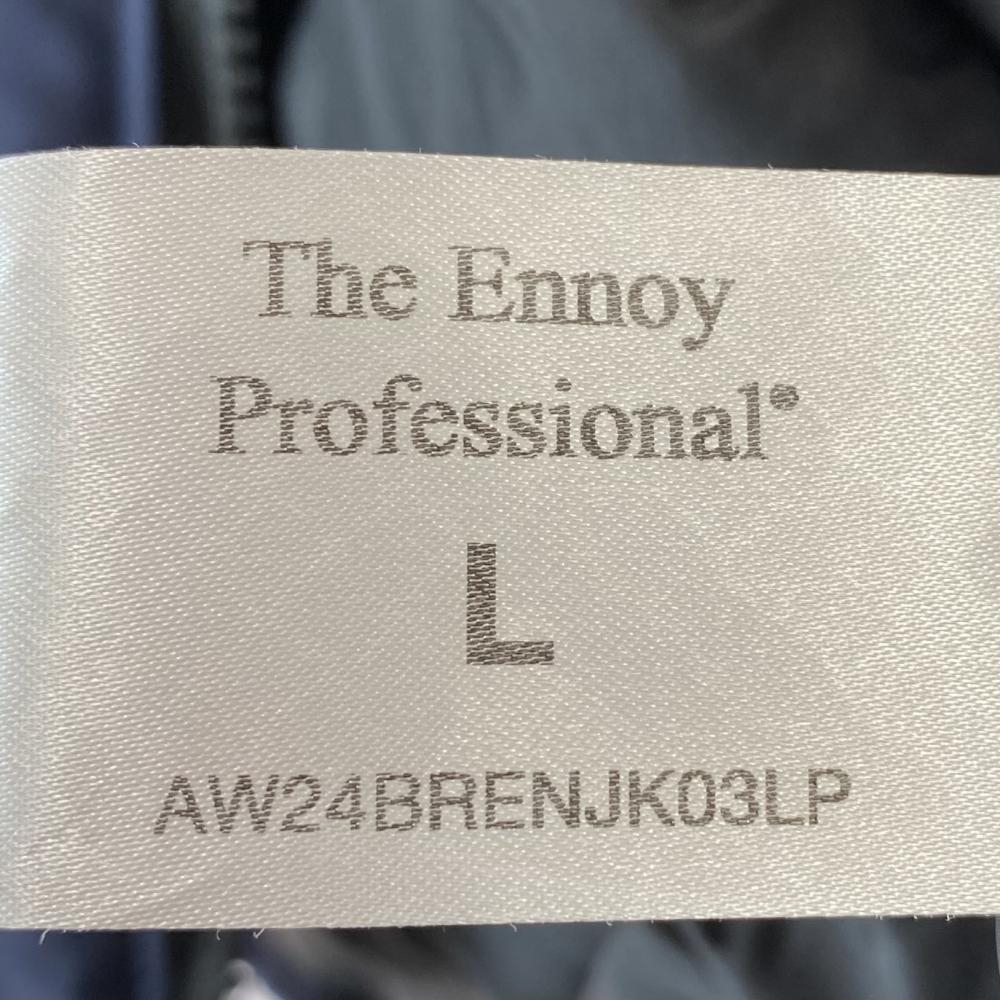 The Ennoy
Professional®
L
AW24BRENJK03LP